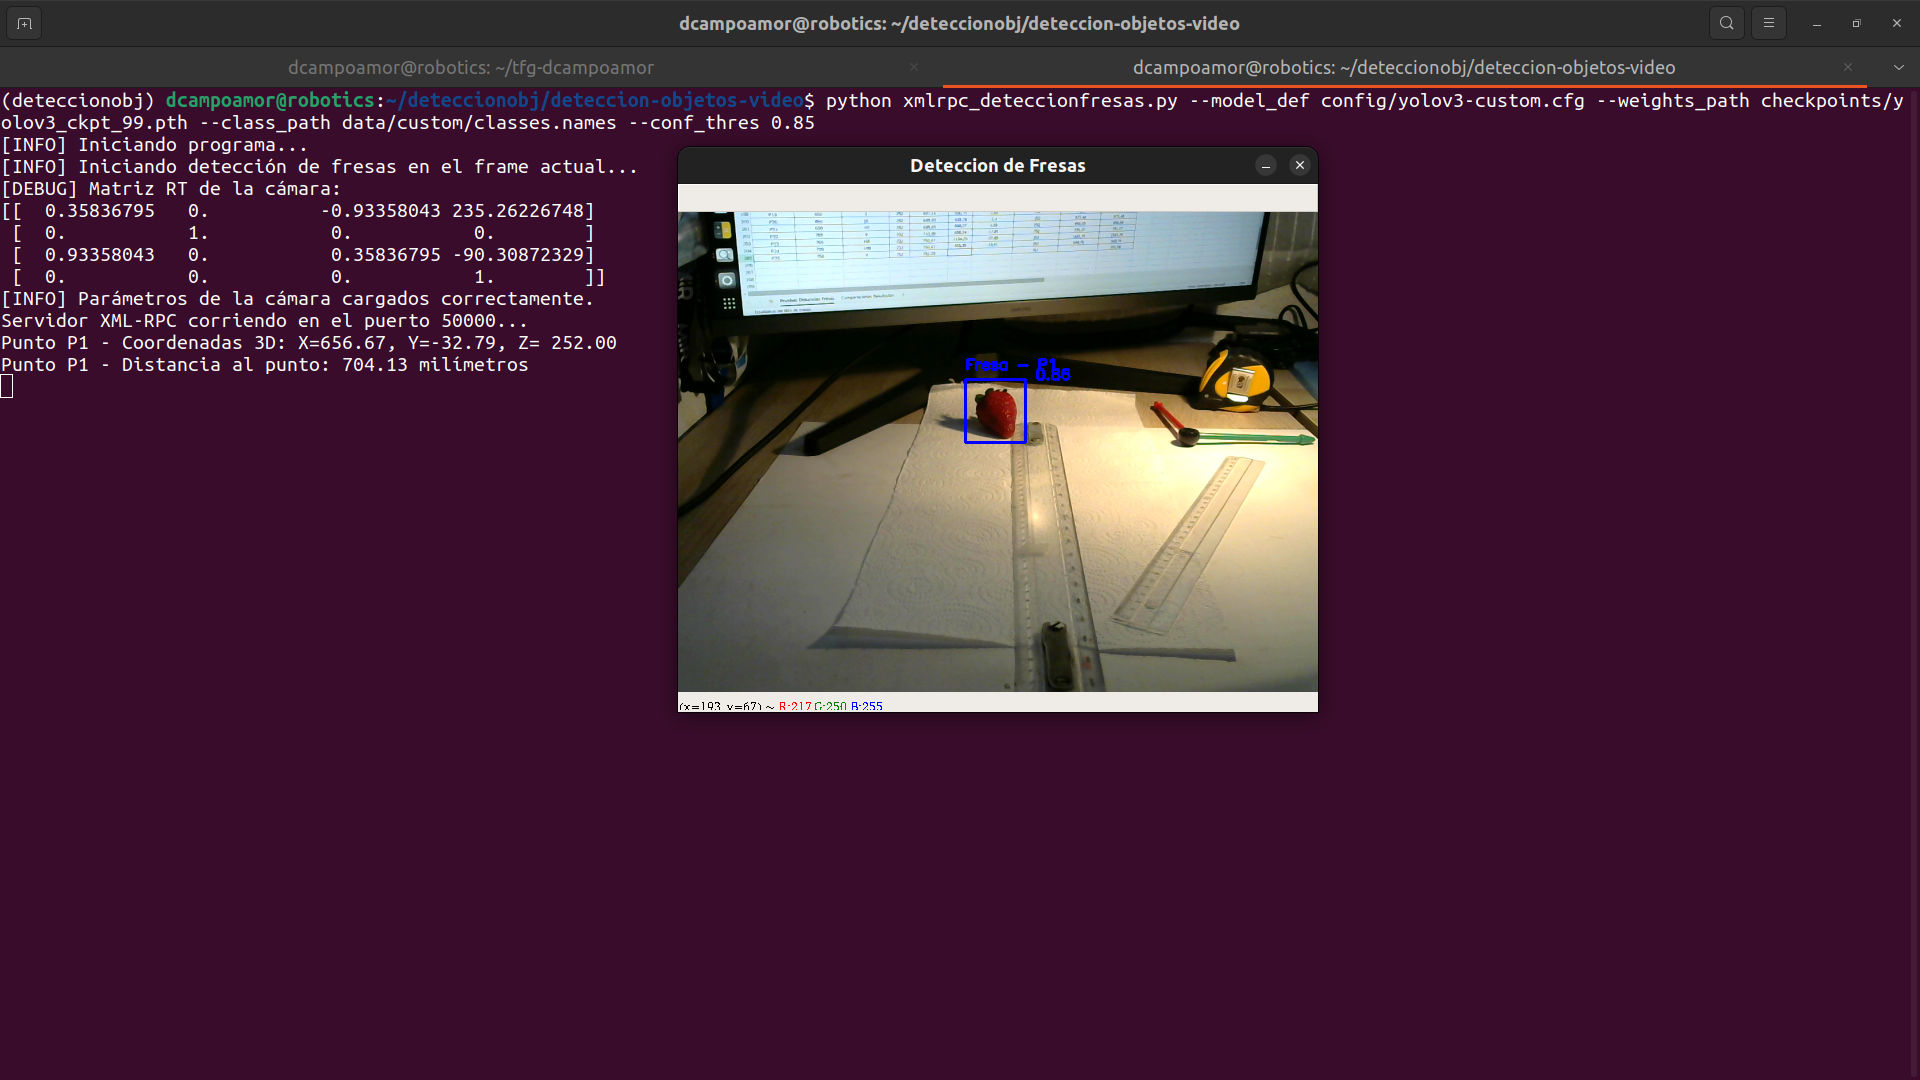 dcampoamor@robotics: ~/deteccionobj/deteccion-objetos-video
dcampoamor@robotics: ~/tfg-dcampoamor
dcampoamor@robotics: ~/deteccionobj/deteccion-objetos-video
(deteccionobj) dcampoamor@robotics:~/deteccionobj/deteccion-objetos-video$ python xmlrpc_deteccionfresas.py --model_def config/yolov3-custom.cfg --weights_path checkpoints/y
olov3_ckpt_99.pth --class_path data/custom/classes.names --conf_thres 0.85
[INFO] Iniciando programa...
[INFO] Iniciando detección de fresas en el frame actual...
[DEBUG] Matriz RT de la cámara:
[[ 0.35836795 0. -0.93358043 235.26226748]
[ 0. 1. 0. 0. ]
[ 0.93358043 0. 0.35836795 -90.30872329]
[ 0. 0. 0. 1. ]]
[INFO] Parámetros de la cámara cargados correctamente.
Servidor XML-RPC corriendo en el puerto 50000...
Punto P1 - Coordenadas 3D: X=656.67, Y=-32.79, Z= 252.00
Punto P1 - Distancia al punto: 704.13 milímetros
Deteccion de Fresas
Fresa - P1
0.86
(x=193, y=67) ~ R:217 G:250 B:255